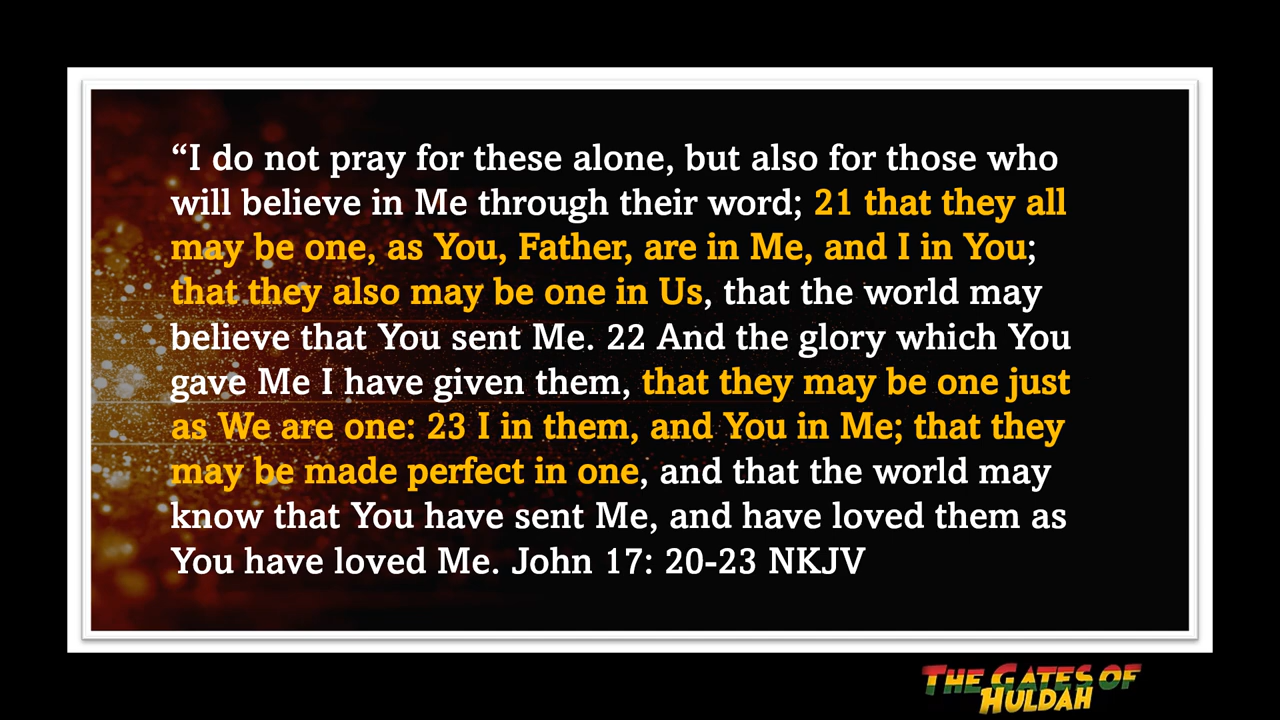 “I do not pray for these alone, but also for those who
will believe in Me through their word; 21 that they all
may be one, as You, Father, are in Me, and I in You;
that they also may be one in Us, that the world may
believe that You sent Me. 22 And the glory which You
gave Me I have given them, that they may be one just
as We are one: 23 I in them, and You in Me; that they
may be made perfect in one, and that the world may
know that You have sent Me, and have loved them as
You have loved Me. John 17: 20-23 NKJV
THE GATES OF
HULDAH